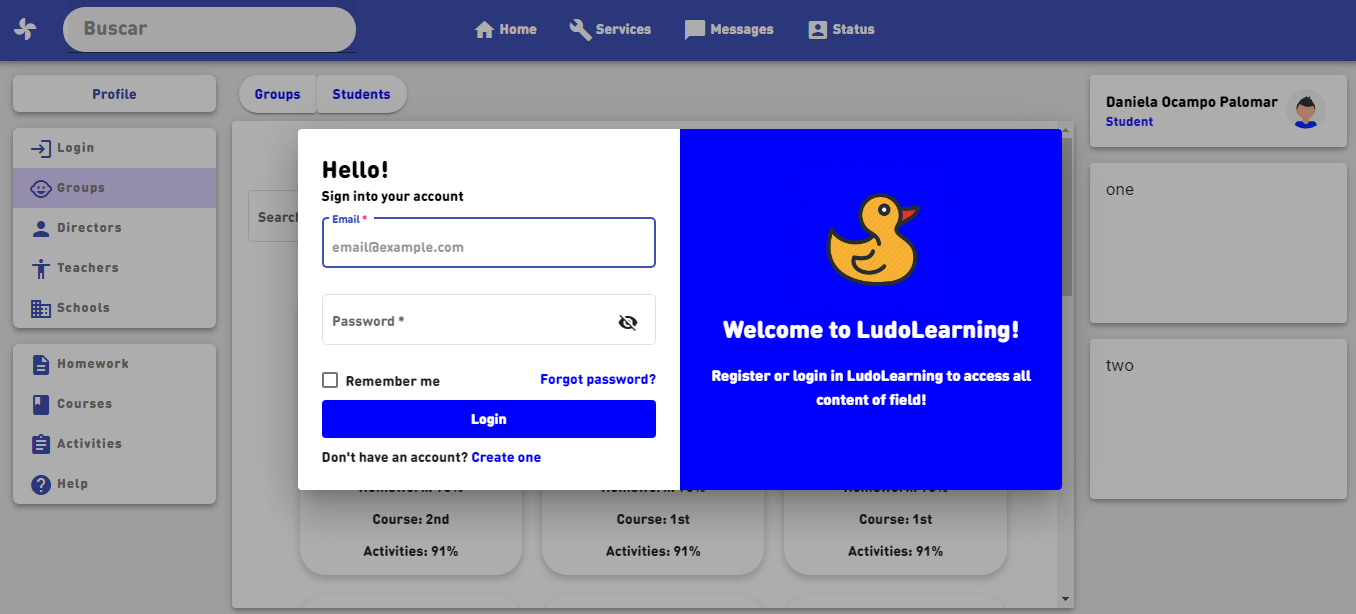 Buscar
Home
Services
Messages
Status
Profile
Login
Groups
Directors
Teachers
Schools
Homework
Courses
Activities
Help
Groups
Students
Search
Hello!
Sign into your account
Email *
email@example.com
Password *
Remember me
Forgot password?
Login
Don't have an account? Create one
Welcome to LudoLearning!
Register or login in LudoLearning to access all
content of field!
Course: 2nd
Activities: 91%
Course: 1st
Activities: 91%
Course: 1st
Activities: 91%
Daniela Ocampo Palomar
Student
one
two